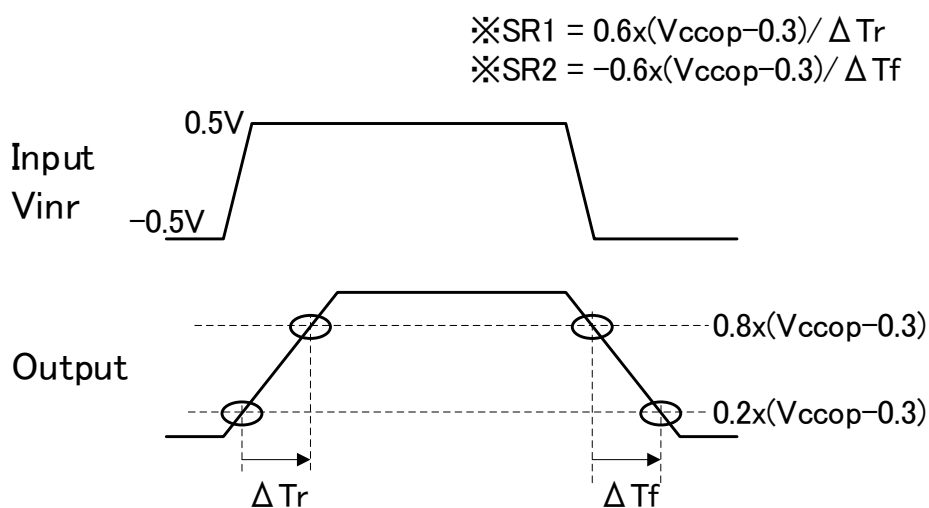 ※SR1 = 0.6x(Vccop-0.3)/ΔTr
※SR2 = -0.6x(Vccop-0.3)/ΔTf
0.5V
Input
Vinr
-0.5V
0.8x(Vccop-0.3)
Output
0.2x(Vccop-0.3)
ΔTr
ΔTf